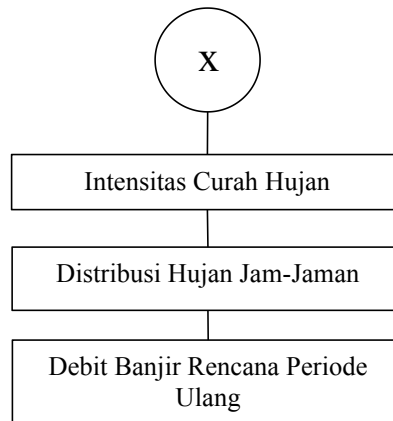 X
Intensitas Curah Hujan
Distribusi Hujan Jam-Jaman
Debit Banjir Rencana Periode
Ulang